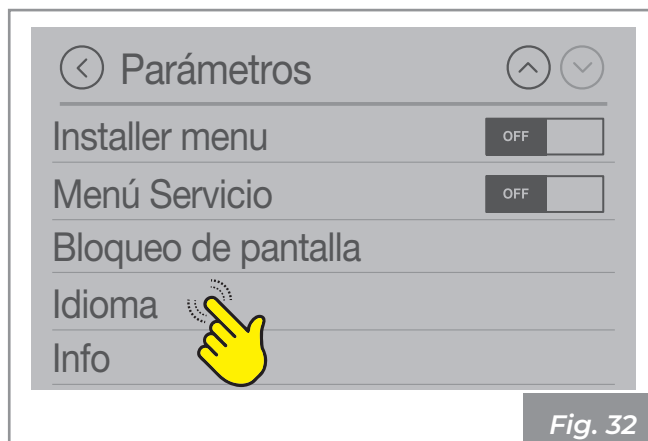 Parámetros
Installer menu OFF
Menú Servicio OFF
Bloqueo de pantalla
Idioma
Info
Fig. 32